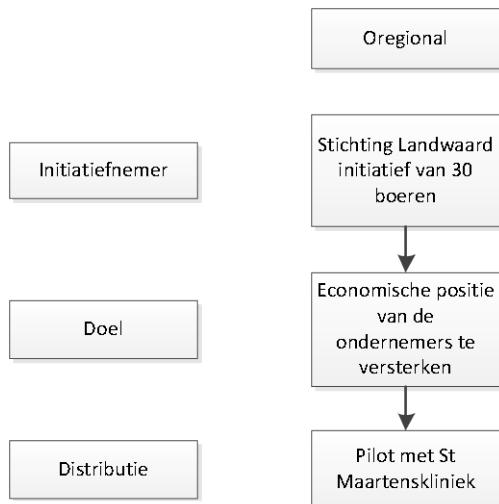 Oregional
Initiatiefnemer
Stichting Landwaard
initiatief van 30
boeren
Doel
Economische positie
van de
ondernemers te
versterken
Distributie
Pilot met St
Maartenskliniek